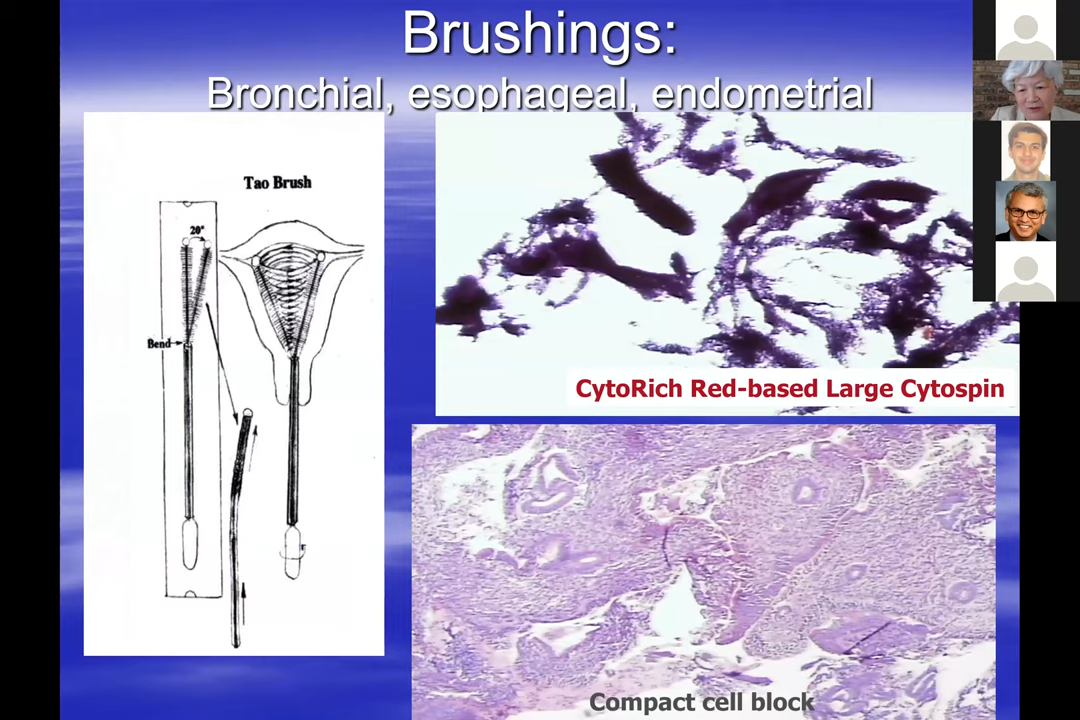 Brushings:
Bronchial, esophageal, endometrial
Tao Brush
20°
Bend
CytoRich Red-based Large Cytospin
Compact cell block